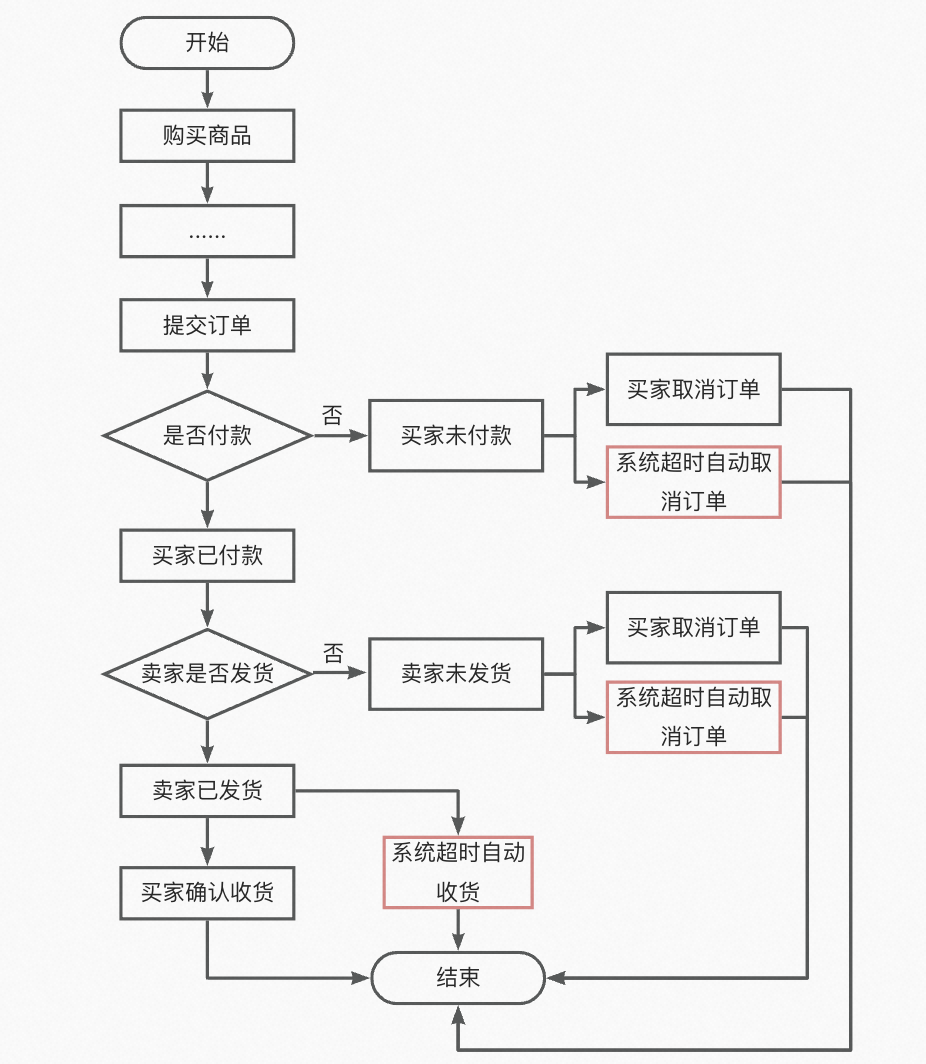 开始
购买商品
......
提交订单
是否付款
否
买家未付款
买家取消订单
系统超时自动取
消订单
买家已付款
卖家是否发货
否
卖家未发货
买家取消订单
系统超时自动取
消订单
卖家已发货
系统超时自动
收货
买家确认收货
结束